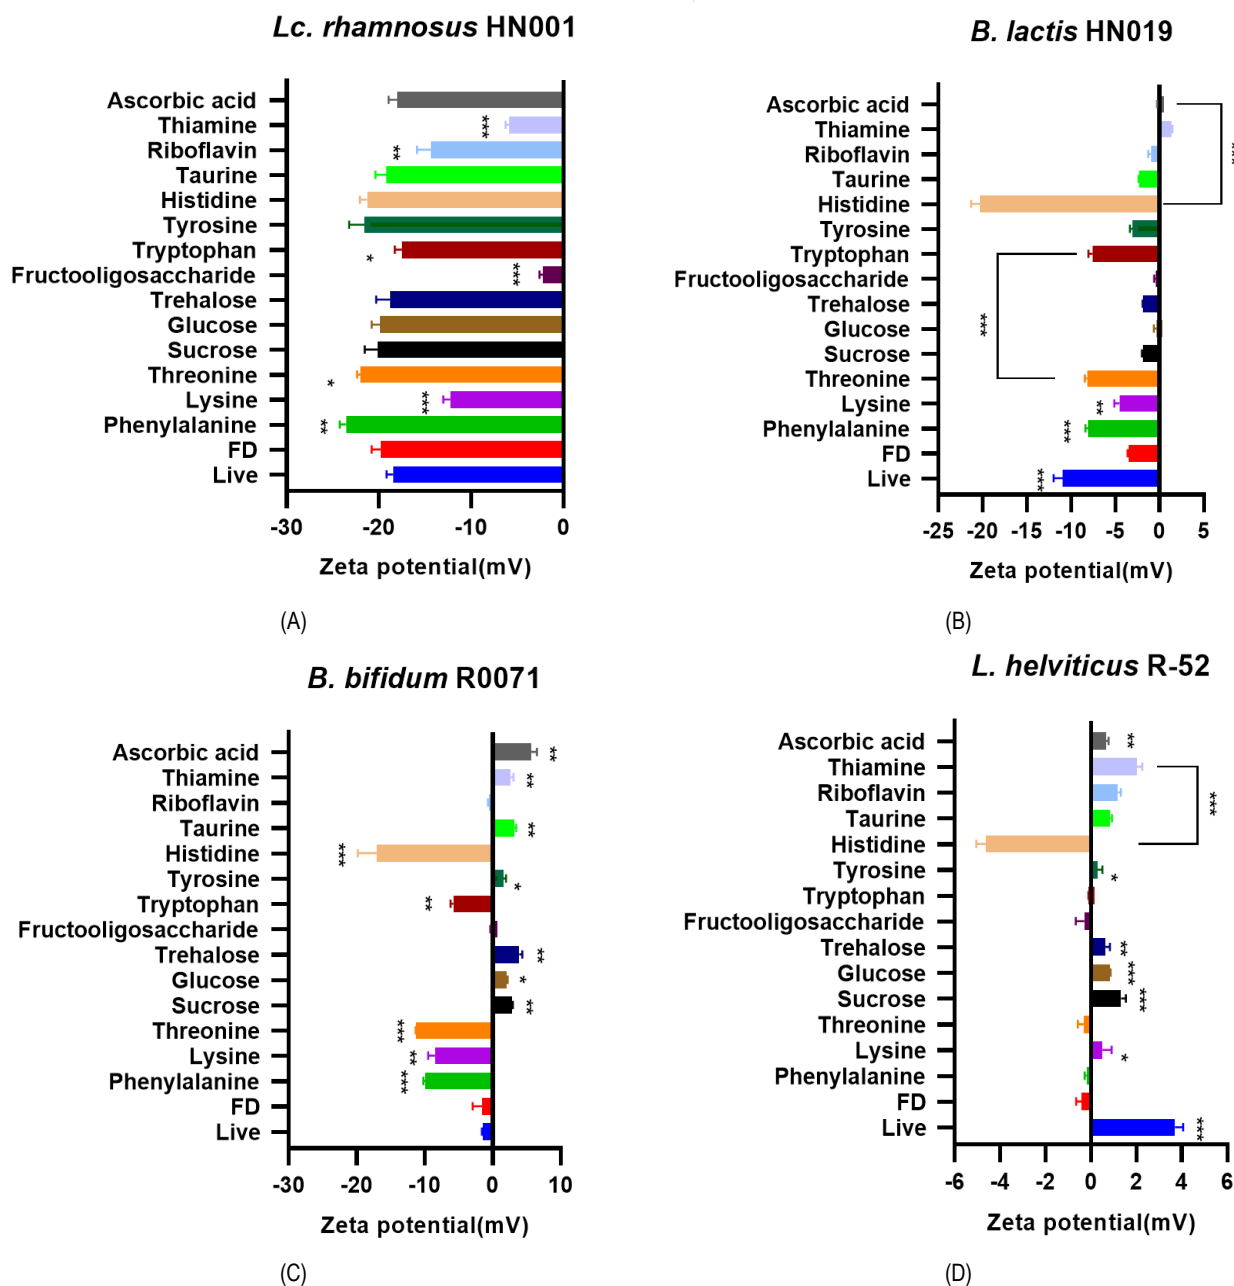 Lc. rhamnosus HN001
Ascorbic acid
Thiamine ***
Riboflavin **
Taurine
Histidine
Tyrosine
Tryptophan *
Fructooligosaccharide ***
Trehalose
Glucose
Sucrose
Threonine *
Lysine ***
Phenylalanine **
FD
Live
-30 -20 -10 0
Zeta potential(mV)
(A)
B. lactis HN019
Ascorbic acid
Thiamine
Riboflavin
Taurine
Histidine
Tyrosine
Tryptophan
Fructooligosaccharide
Trehalose
Glucose
Sucrose
Threonine
Lysine **
Phenylalanine ***
FD
Live ***
***
***
-25 -20 -15 -10 -5 0 5
Zeta potential(mV)
(B)
B. bifidum R0071
Ascorbic acid **
Thiamine **
Riboflavin
Taurine **
Histidine ***
Tyrosine *
Tryptophan **
Fructooligosaccharide
Trehalose **
Glucose *
Sucrose **
Threonine ***
Lysine **
Phenylalanine ***
FD
Live
-30 -20 -10 0 10
Zeta potential(mV)
(C)
L. helviticus R-52
Ascorbic acid **
Thiamine
Riboflavin
Taurine
Histidine
Tyrosine *
Tryptophan
Fructooligosaccharide
Trehalose **
Glucose ***
Sucrose ***
Threonine
Lysine *
Phenylalanine
FD
Live ***
***
-6 -4 -2 0 2 4 6
Zeta potential(mV)
(D)